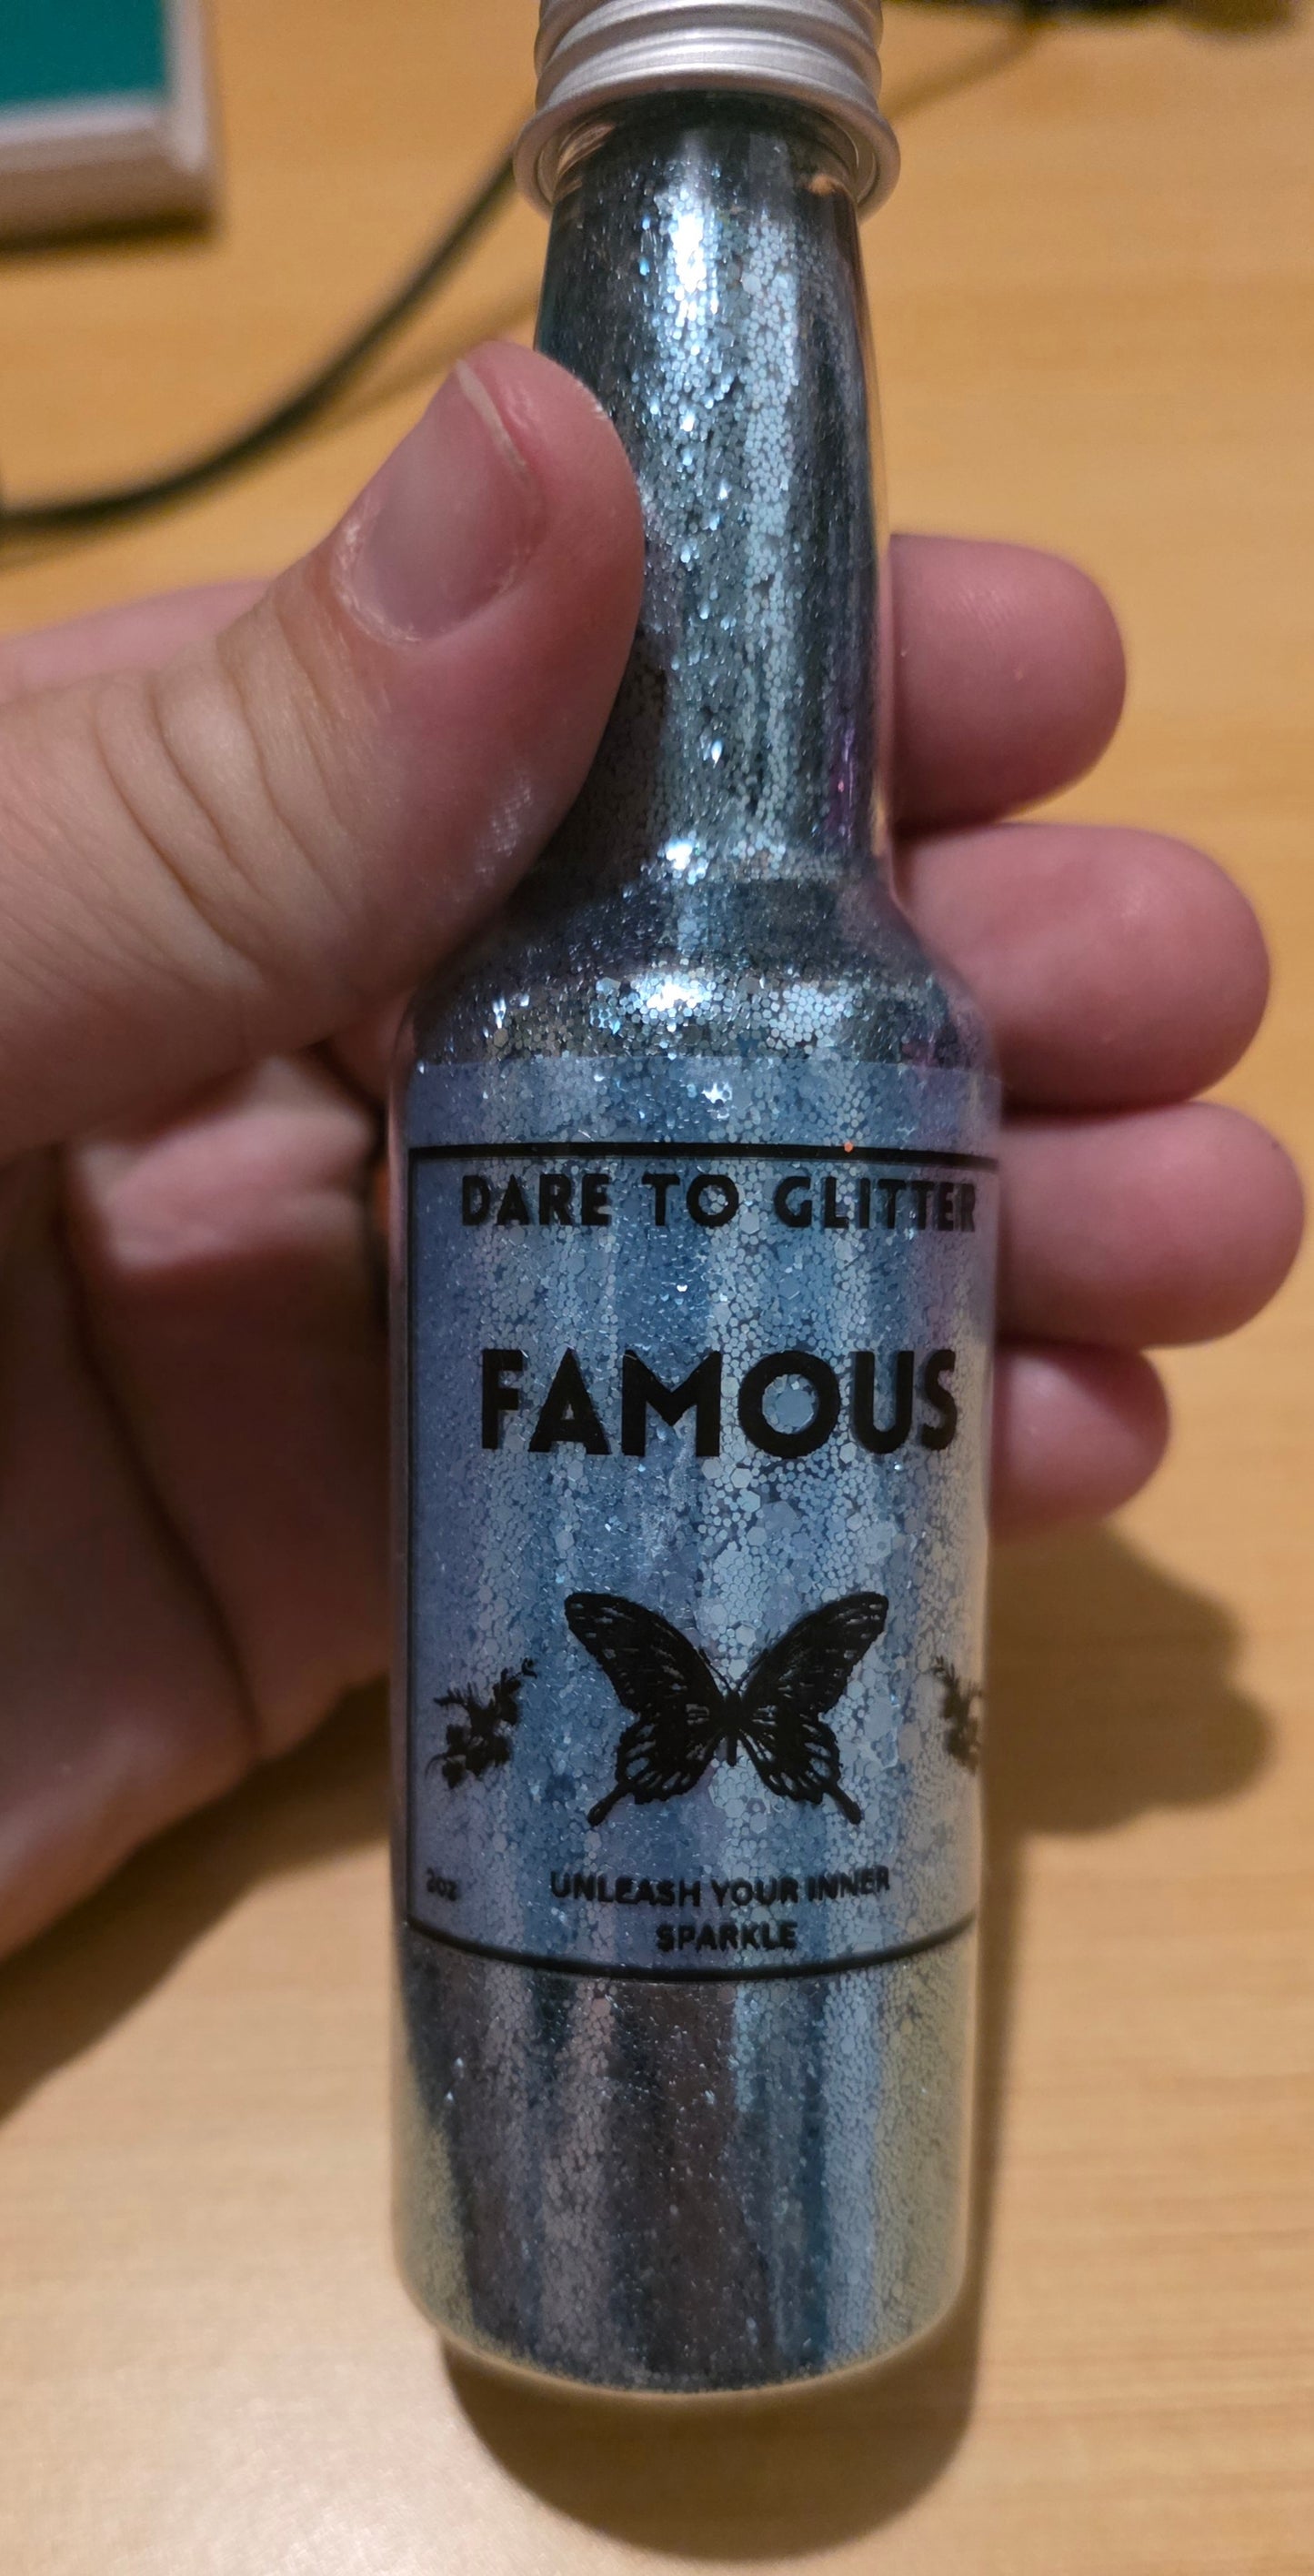 DARE TO GLITTER
FAMOUS
2oz
UNLEASH YOUR INNER
SPARKLE